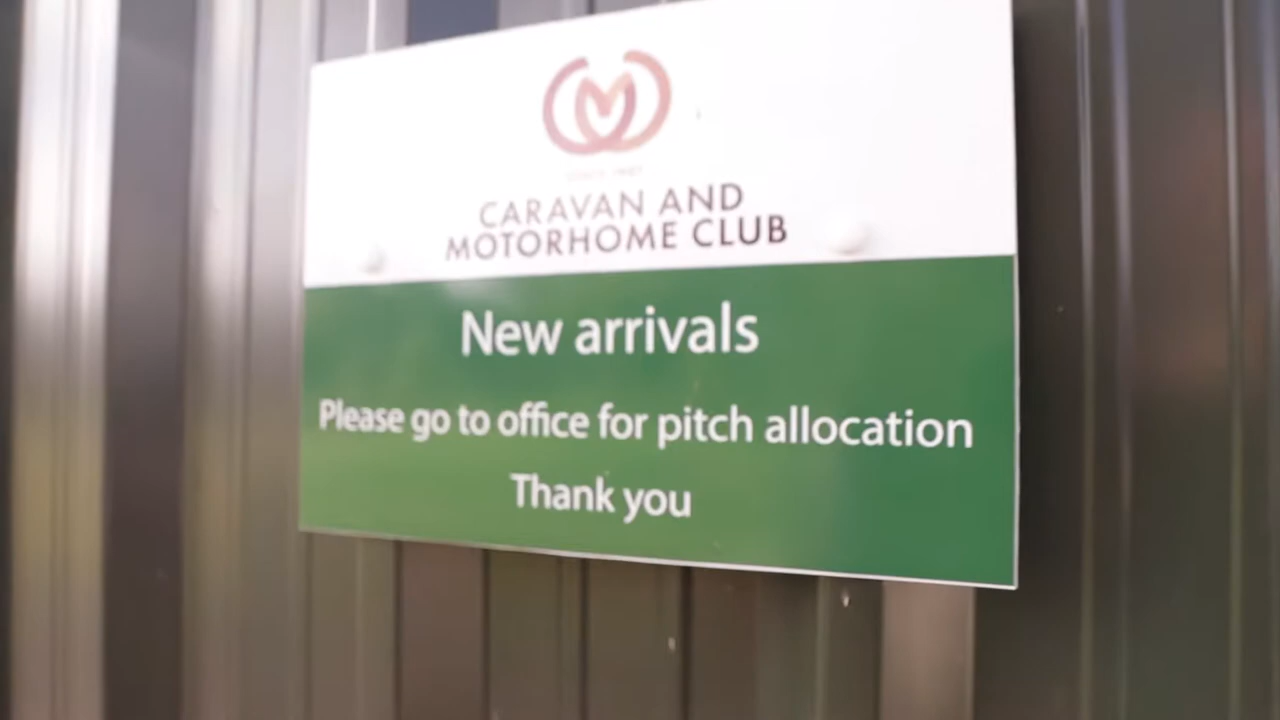 CARAVAN AND
MOTORHOME CLUB
New arrivals
Please go to office for pitch allocation
Thank you